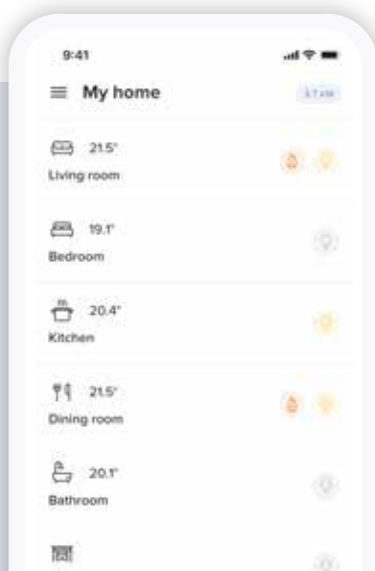 9:41
My home
21.5°
Living room
19.1°
Bedroom
20.4°
Kitchen
21.5°
Dining room
20.1°
Bathroom